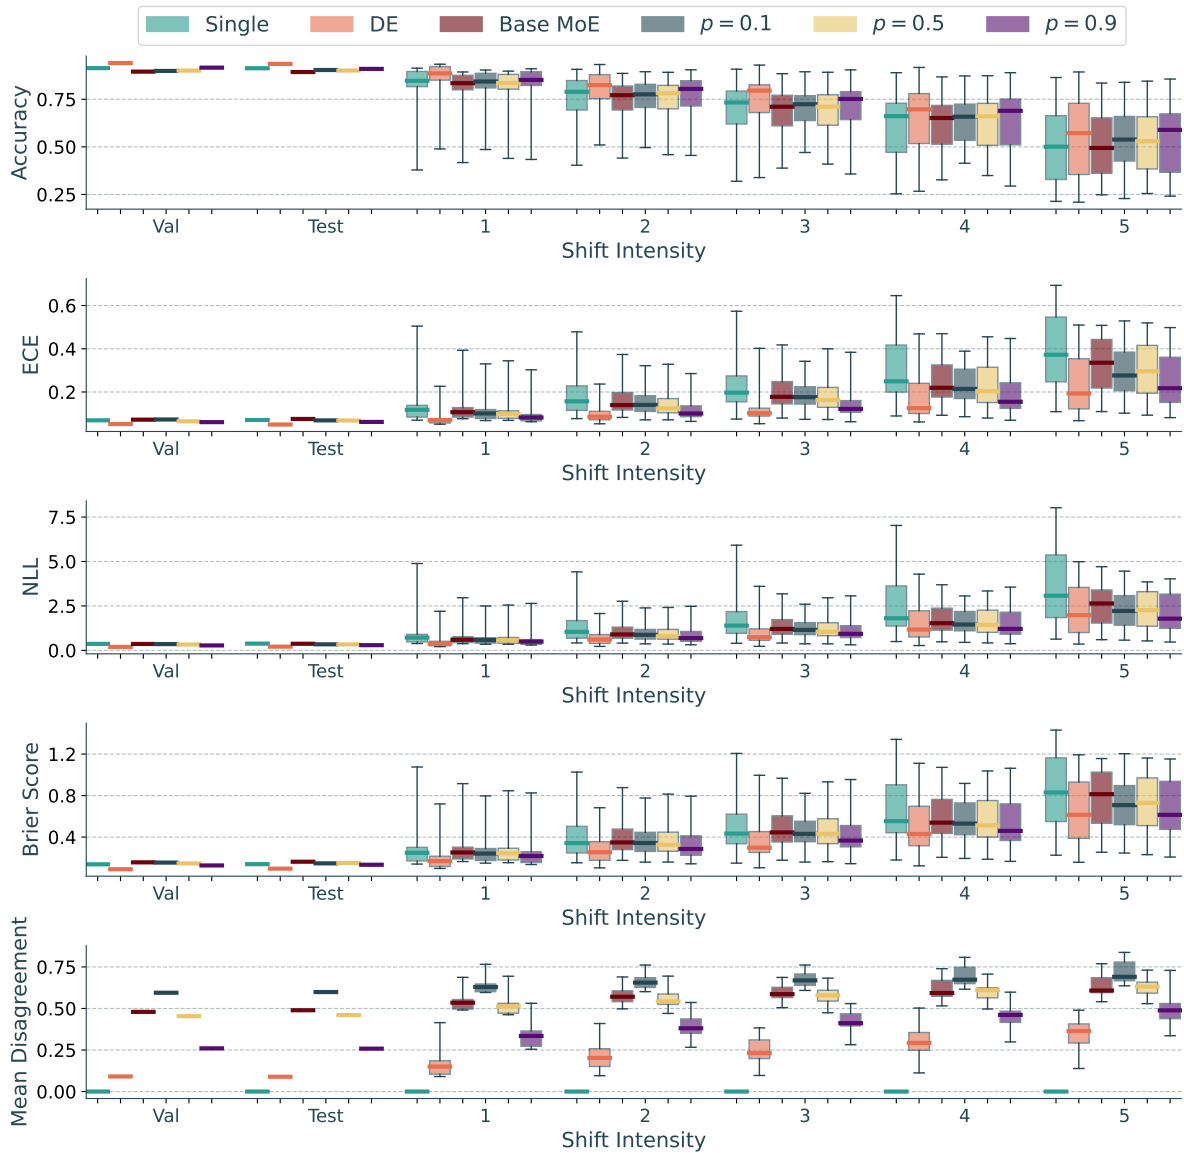 Single DE Base MoE p = 0.1 p = 0.5 p = 0.9
Accuracy
0.75
0.50
0.25
Val Test 1 2 3 4 5
Shift Intensity
ECE
0.6
0.4
0.2
Val Test 1 2 3 4 5
Shift Intensity
NLL
7.5
5.0
2.5
0.0
Val Test 1 2 3 4 5
Shift Intensity
Brier Score
1.2
0.8
0.4
Val Test 1 2 3 4 5
Shift Intensity
Mean Disagreement
0.75
0.50
0.25
0.00
Val Test 1 2 3 4 5
Shift Intensity